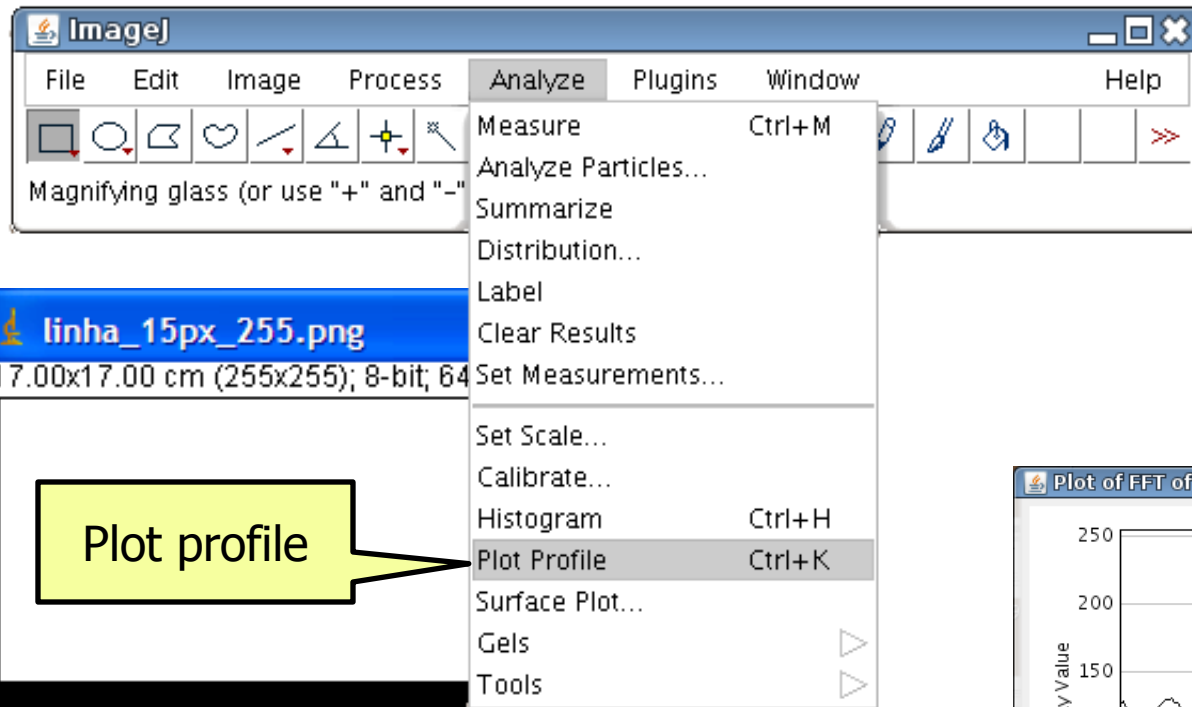 ImageJ
File Edit Image Process Analyze Plugins Window Help
Magnifying glass (or use "+" and "-"
Measure Ctrl+M
Analyze Particles...
Summarize
Distribution...
Label
Clear Results
Set Measurements...
Set Scale...
Calibrate...
Histogram Ctrl+H
Plot Profile Ctrl+K
Surface Plot...
Gels
Tools
linha_15px_255.png
7.00x17.00 cm (255x255); 8-bit; 64
Plot profile
Plot of FFT of
250
200
150
Value